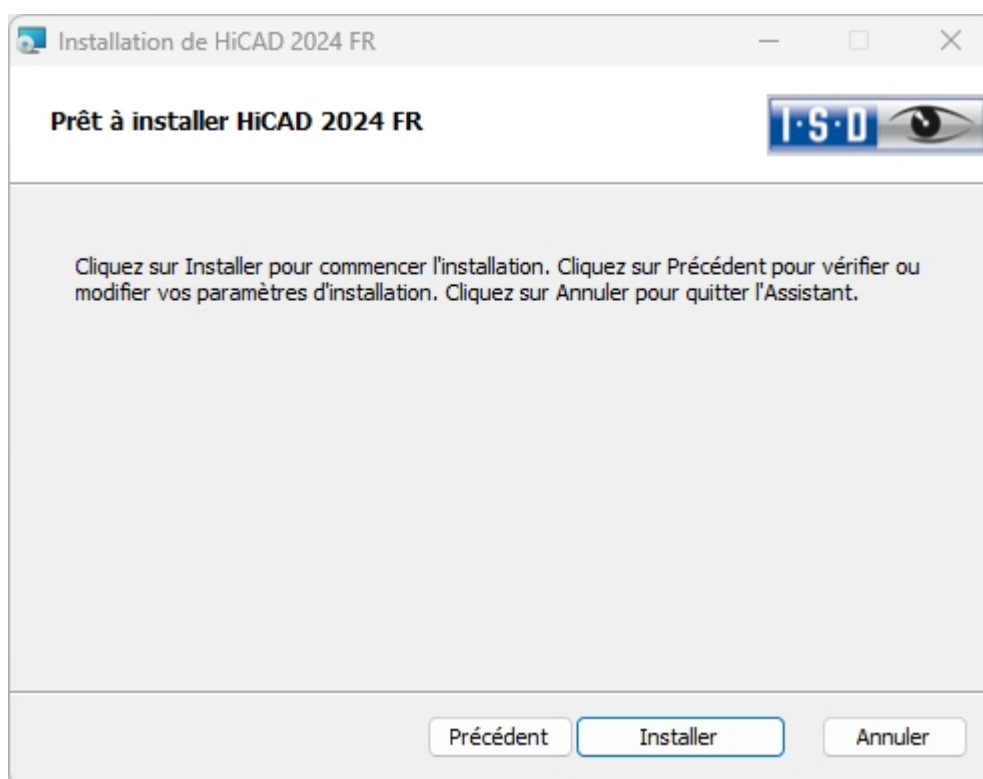 Installation de HiCAD 2024 FR
Prêt à installer HiCAD 2024 FR
I·S·D
Cliquez sur Installer pour commencer l'installation. Cliquez sur Précédent pour vérifier ou
modifier vos paramètres d'installation. Cliquez sur Annuler pour quitter l'Assistant.
Précédent
Installer
Annuler